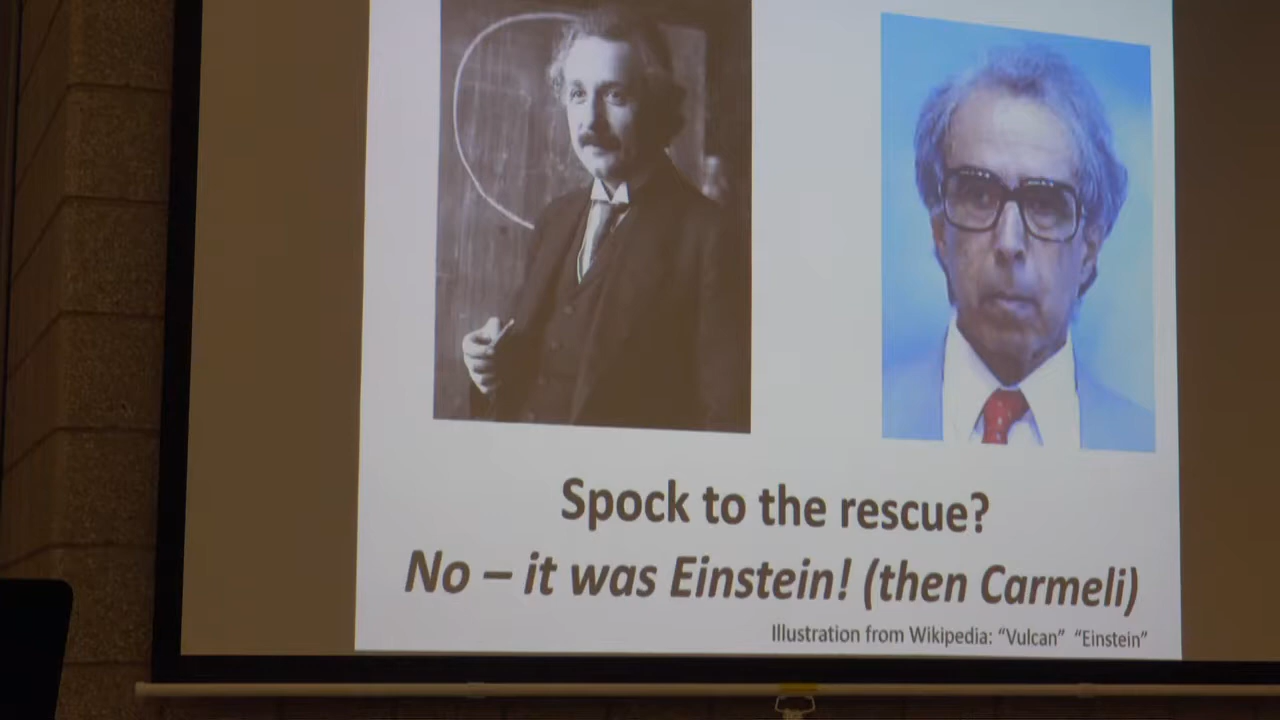 Spock to the rescue?
No – it was Einstein! (then Carmeli)
Illustration from Wikipedia: “Vulcan” “Einstein”